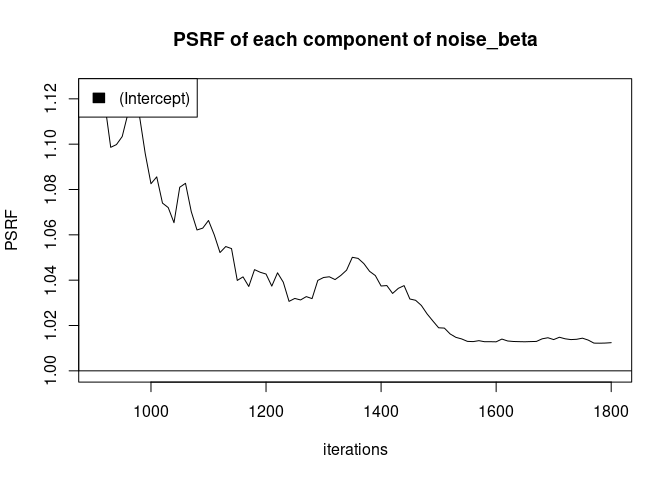 PSRF of each component of noise_beta
(Intercept)
PSRF
1.12
1.10
1.08
1.06
1.04
1.02
1.00
1000 1200 1400 1600 1800
iterations